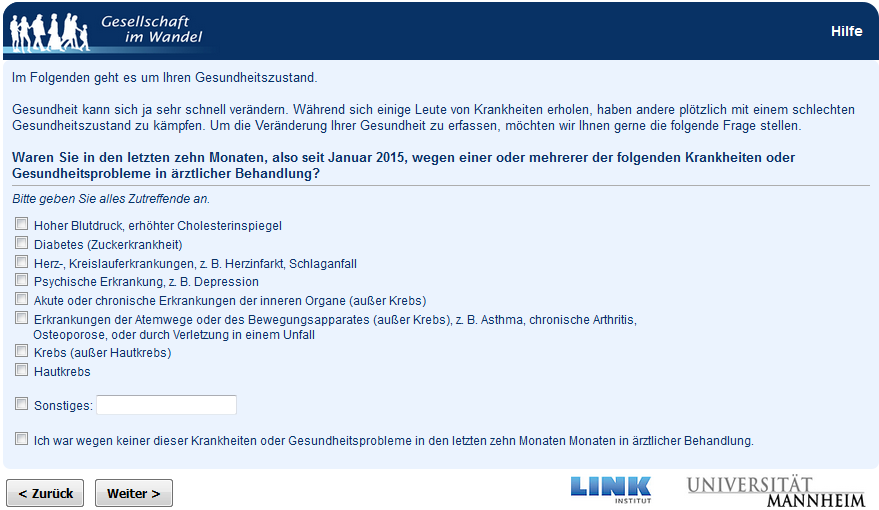 Gesellschaft
im Wandel
Hilfe
Im Folgenden geht es um Ihren Gesundheitszustand.
Gesundheit kann sich ja sehr schnell verändern. Während sich einige Leute von Krankheiten erholen, haben andere plötzlich mit einem schlechten
Gesundheitszustand zu kämpfen. Um die Veränderung Ihrer Gesundheit zu erfassen, möchten wir Ihnen gerne die folgende Frage stellen.
Waren Sie in den letzten zehn Monaten, also seit Januar 2015, wegen einer oder mehrerer der folgenden Krankheiten oder
Gesundheitsprobleme in ärztlicher Behandlung?
Bitte geben Sie alles Zutreffende an.
Hoher Blutdruck, erhöhter Cholesterinspiegel
Diabetes (Zuckerkrankheit)
Herz-, Kreislauferkrankungen, z. B. Herzinfarkt, Schlaganfall
Psychische Erkrankung, z. B. Depression
Akute oder chronische Erkrankungen der inneren Organe (außer Krebs)
Erkrankungen der Atemwege oder des Bewegungsapparates (außer Krebs), z. B. Asthma, chronische Arthritis,
Osteoporose, oder durch Verletzung in einem Unfall
Krebs (außer Hautkrebs)
Hautkrebs
Sonstiges:
Ich war wegen keiner dieser Krankheiten oder Gesundheitsprobleme in den letzten zehn Monaten Monaten in ärztlicher Behandlung.
< Zurück
Weiter >
LINK
INSTITUT
UNIVERSITÄT
MANNHEIM